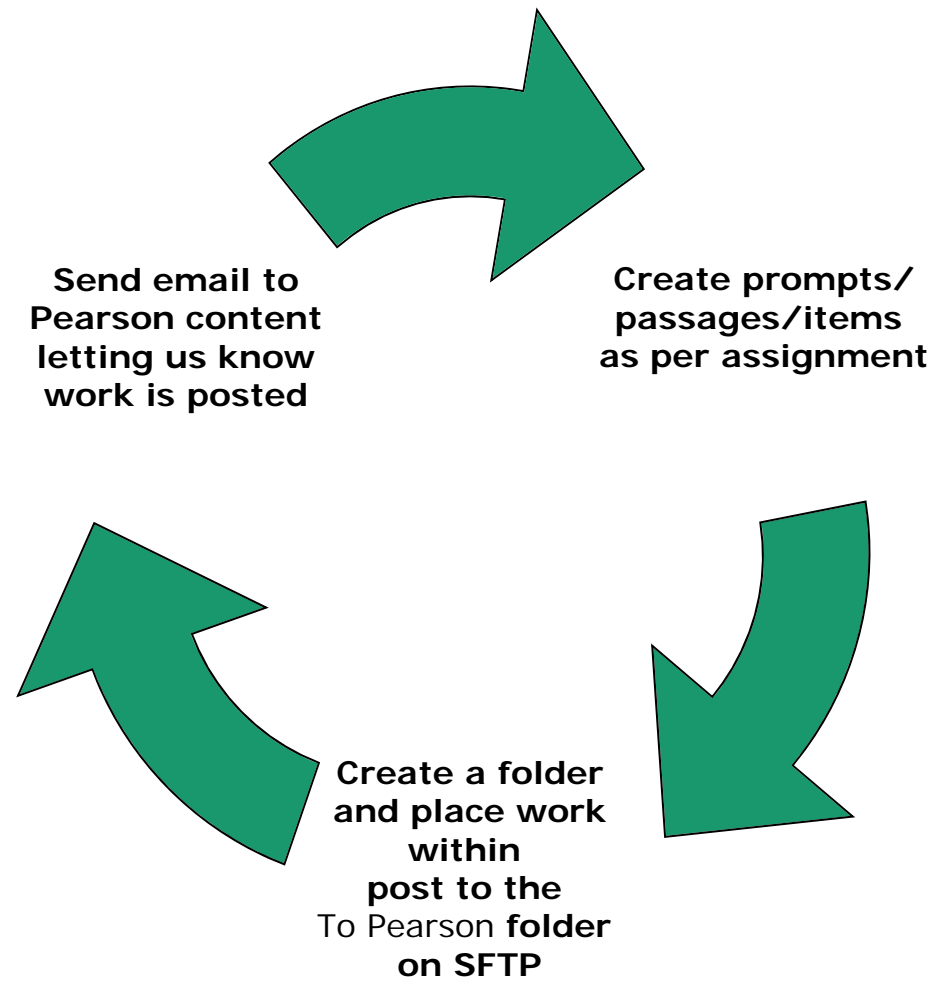 Send email to
Pearson content
letting us know
work is posted
Create prompts/
passages/items
as per assignment
Create a folder
and place work
within
post to the
To Pearson folder
on SFTP